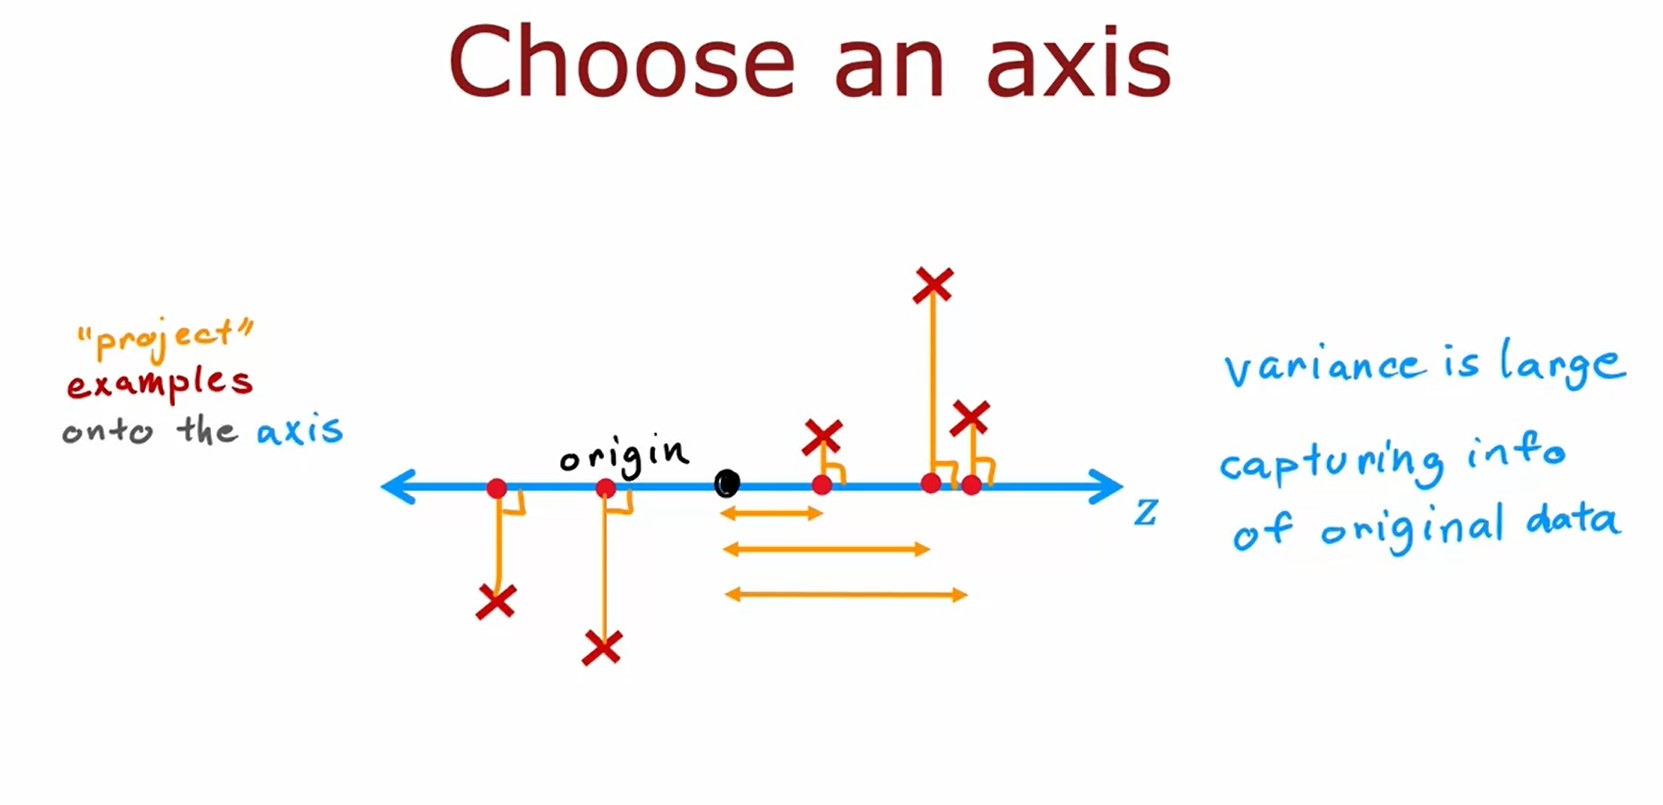 Choose an axis
"project"
examples
onto the axis
origin
z
variance is large
capturing info
of original data